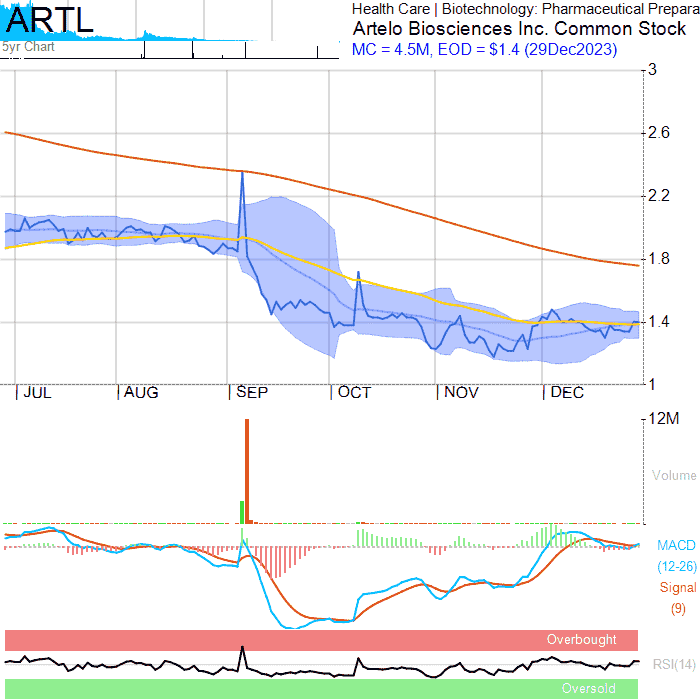 ARTL
5yr Chart
Health Care | Biotechnology: Pharmaceutical Prepara
Artelo Biosciences Inc. Common Stock
MC = 4.5M, EOD = $1.4 (29Dec2023)
3
2.6
2.2
1.8
1.4
1
JUL AUG SEP OCT NOV DEC
12M
Volume
MACD
(12-26)
Signal
(9)
Overbought
RSI(14)
Oversold